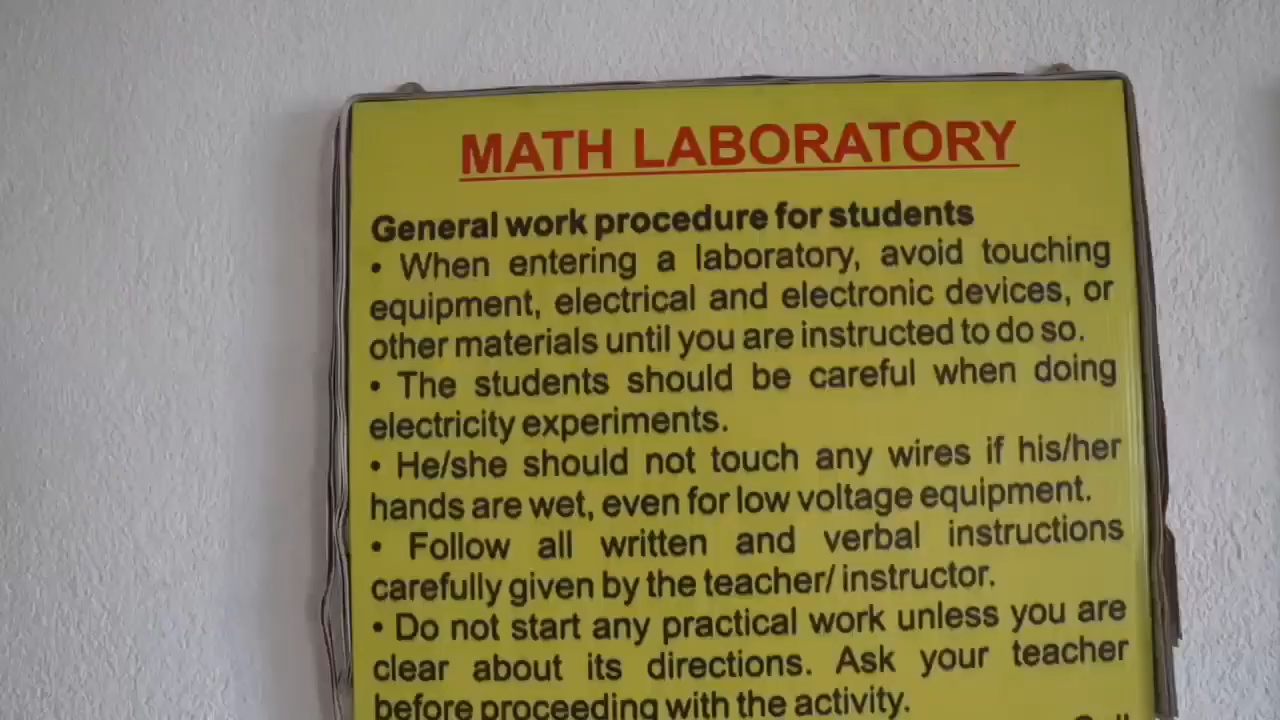 MATH LABORATORY
General work procedure for students
• When entering a laboratory, avoid touching
equipment, electrical and electronic devices, or
other materials until you are instructed to do so.
• The students should be careful when doing
electricity experiments.
• He/she should not touch any wires if his/her
hands are wet, even for low voltage equipment.
• Follow all written and verbal instructions
carefully given by the teacher/ instructor.
• Do not start any practical work unless you are
clear about its directions. Ask your teacher
before proceeding with the activity.